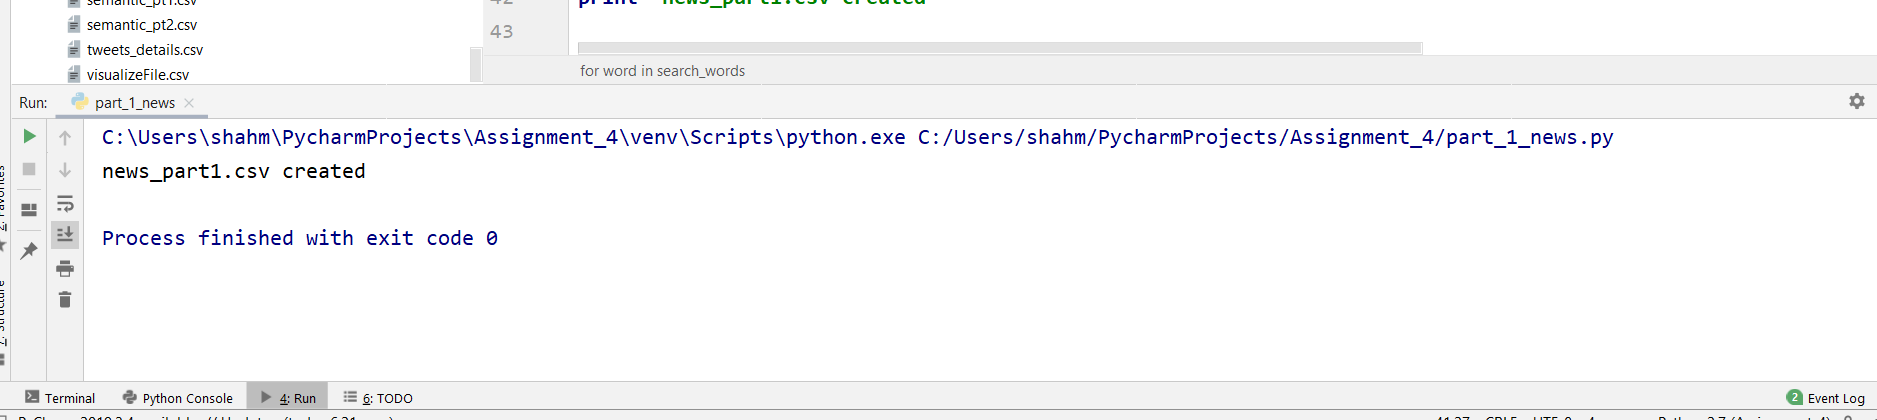 semantic_pt1.csv
semantic_pt2.csv
tweets_details.csv
visualizeFile.csv
42 print "news_part1.csv created"
43
for word in search_words
Run: part_1_news
C:\Users\shahm\PycharmProjects\Assignment_4\venv\Scripts\python.exe C:/Users/shahm/PycharmProjects/Assignment_4/part_1_news.py
news_part1.csv created
Process finished with exit code 0
2: Favorites
7: Structure
Terminal Python Console 4: Run 6: TODO 2 Event Log